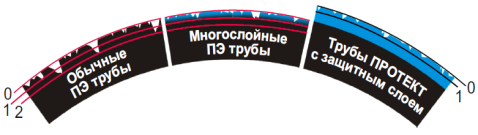 Обычные
ПЭ трубы
Многослойные
ПЭ трубы
Трубы ПРОТЕКТ
с защитным слоем
0
1
2
0
1